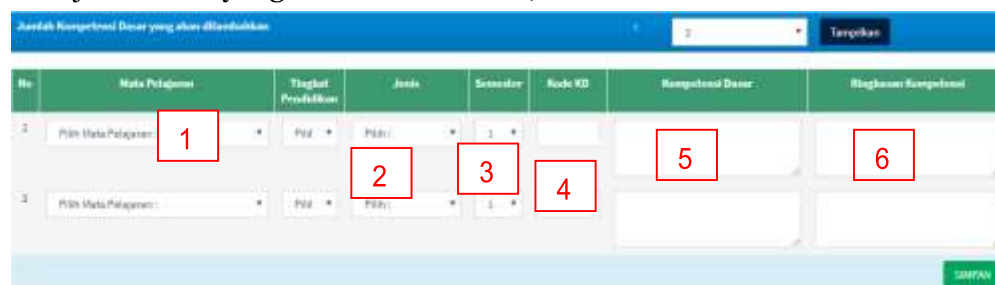 Jumlah Kompetensi Dasar yang akan ditambahkan : 2 Tampilkan
No Mata Pelajaran Tingkat Pendidikan Jenis Semester Kode KD Kompetensi Dasar Ringkasan Kompetensi
Pilih Mata Pelajaran : Pilih Pilih : 1
1 2 3 4 5 6
2 Pilih Mata Pelajaran : Pilih Pilih : 1
SIMPAN